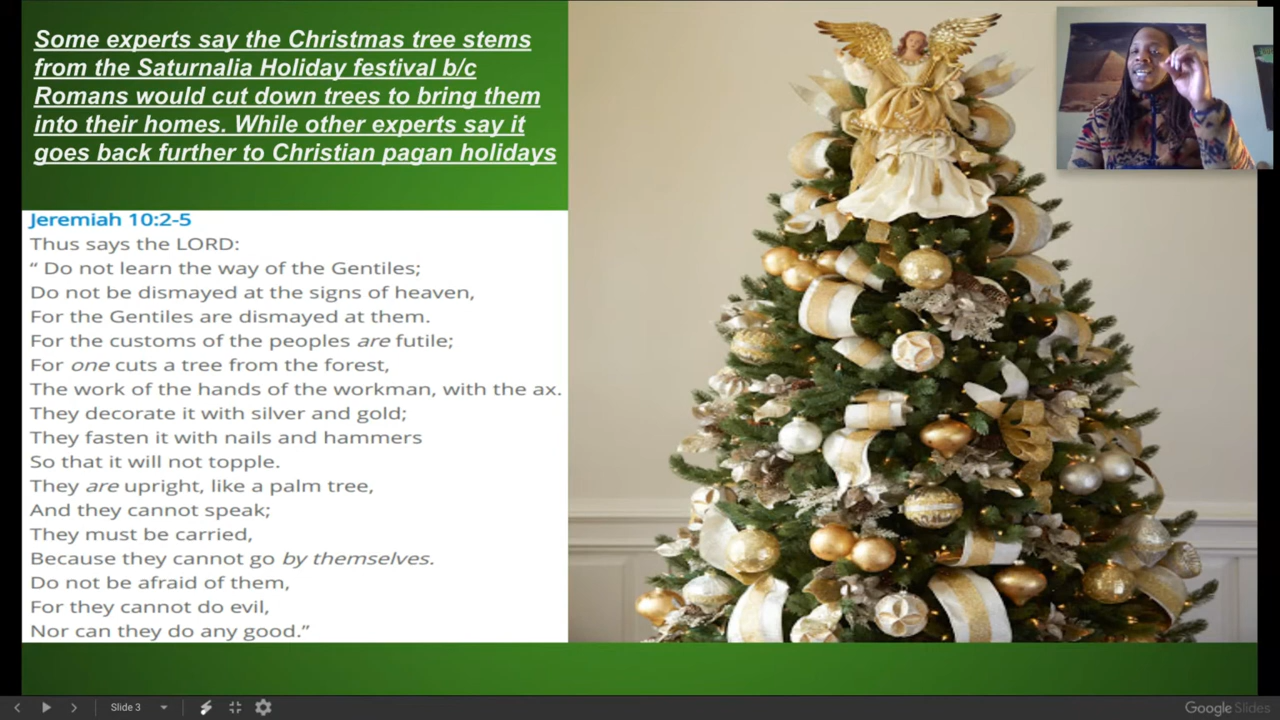 Some experts say the Christmas tree stems
from the Saturnalia Holiday festival b/c
Romans would cut down trees to bring them
into their homes. While other experts say it
goes back further to Christian pagan holidays
Jeremiah 10:2-5
Thus says the LORD:
“ Do not learn the way of the Gentiles;
Do not be dismayed at the signs of heaven,
For the Gentiles are dismayed at them.
For the customs of the peoples are futile;
For one cuts a tree from the forest,
The work of the hands of the workman, with the ax.
They decorate it with silver and gold;
They fasten it with nails and hammers
So that it will not topple.
They are upright, like a palm tree,
And they cannot speak;
They must be carried,
Because they cannot go by themselves.
Do not be afraid of them,
For they cannot do evil,
Nor can they do any good.”
Slide 3
Google Slides